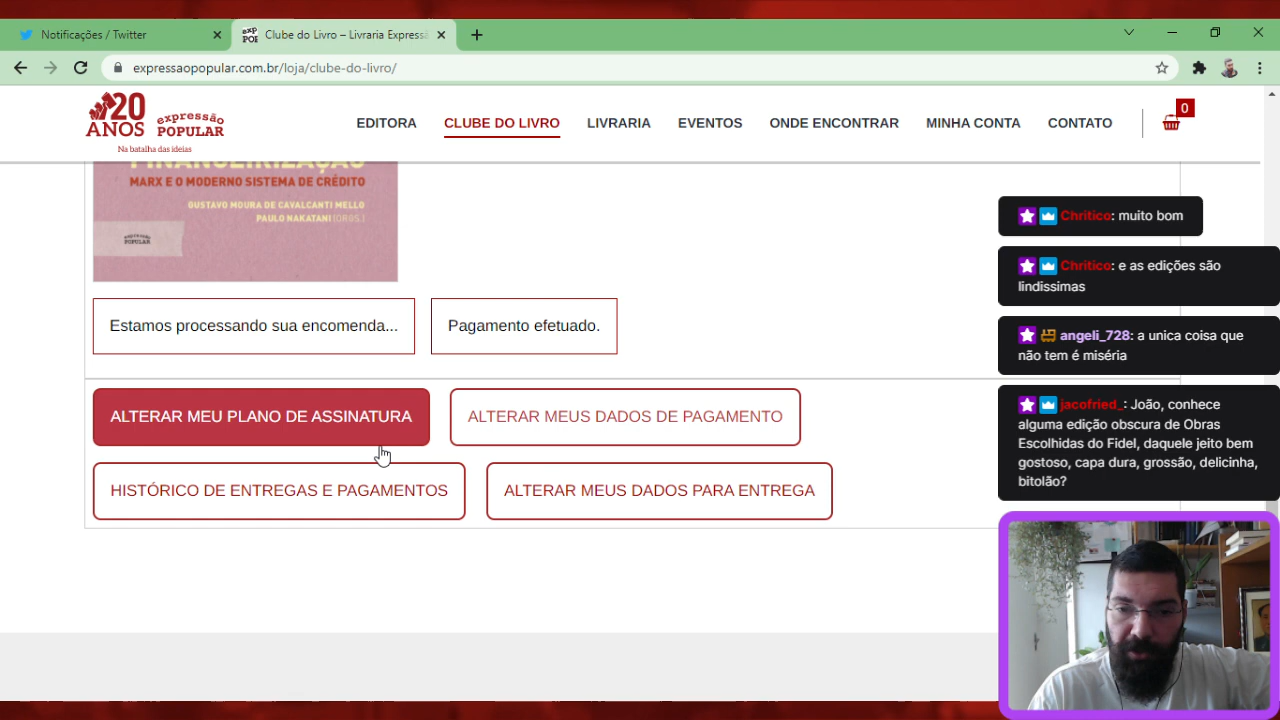 Notificações / Twitter
Clube do Livro – Livraria Expressã
expressaopopular.com.br/loja/clube-do-livro/
20
ANOS
expressão
POPULAR
Na batalha das ideias
EDITORA
CLUBE DO LIVRO
LIVRARIA
EVENTOS
ONDE ENCONTRAR
MINHA CONTA
CONTATO
0
FINANCEIRIZAÇÃO
MARX E O MODERNO SISTEMA DE CRÉDITO
GUSTAVO MOURA DE CAVALCANTI MELLO
PAULO NAKATANI (ORGS.)
expressão
POPULAR
Estamos processando sua encomenda...
Pagamento efetuado.
ALTERAR MEU PLANO DE ASSINATURA
ALTERAR MEUS DADOS DE PAGAMENTO
HISTÓRICO DE ENTREGAS E PAGAMENTOS
ALTERAR MEUS DADOS PARA ENTREGA
Chritico: muito bom
Chritico: e as edições são
lindissimas
angeli_728: a unica coisa que
não tem é miséria
jacofried_: João, conhece
alguma edição obscura de Obras
Escolhidas do Fidel, daquele jeito bem
gostoso, capa dura, grossão, delicinha,
bitolão?